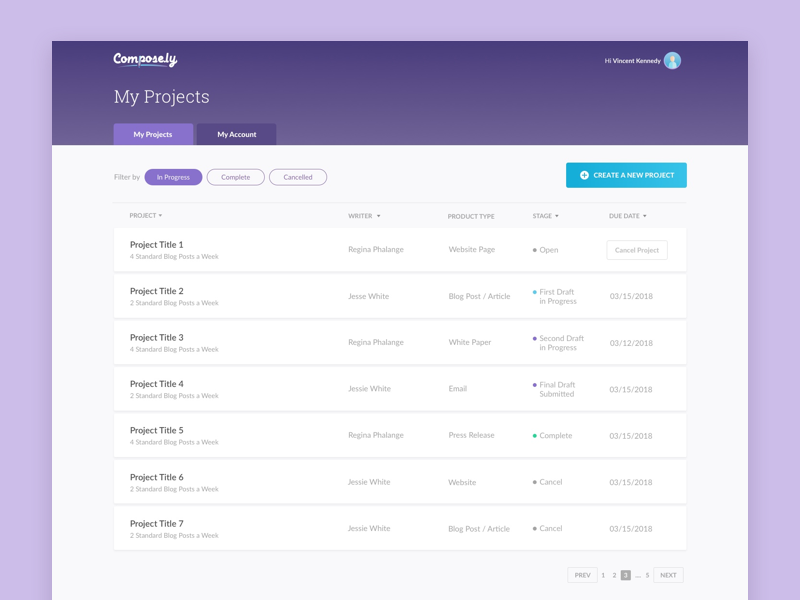 Compose.ly
Hi Vincent Kennedy
My Projects
My Projects
My Account
Filter by
In Progress
Complete
Cancelled
CREATE A NEW PROJECT
PROJECT
WRITER
PRODUCT TYPE
STAGE
DUE DATE
Project Title 1
4 Standard Blog Posts a Week
Regina Phalange
Website Page
Open
Cancel Project
Project Title 2
2 Standard Blog Posts a Week
Jesse White
Blog Post / Article
First Draft
in Progress
03/15/2018
Project Title 3
4 Standard Blog Posts a Week
Regina Phalange
White Paper
Second Draft
in Progress
03/12/2018
Project Title 4
2 Standard Blog Posts a Week
Jessie White
Email
Final Draft
Submitted
03/15/2018
Project Title 5
4 Standard Blog Posts a Week
Regina Phalange
Press Release
Complete
03/15/2018
Project Title 6
2 Standard Blog Posts a Week
Jessie White
Website
Cancel
03/15/2018
Project Title 7
2 Standard Blog Posts a Week
Jessie White
Blog Post / Article
Cancel
03/15/2018
PREV 1 2 3 ... 5 NEXT